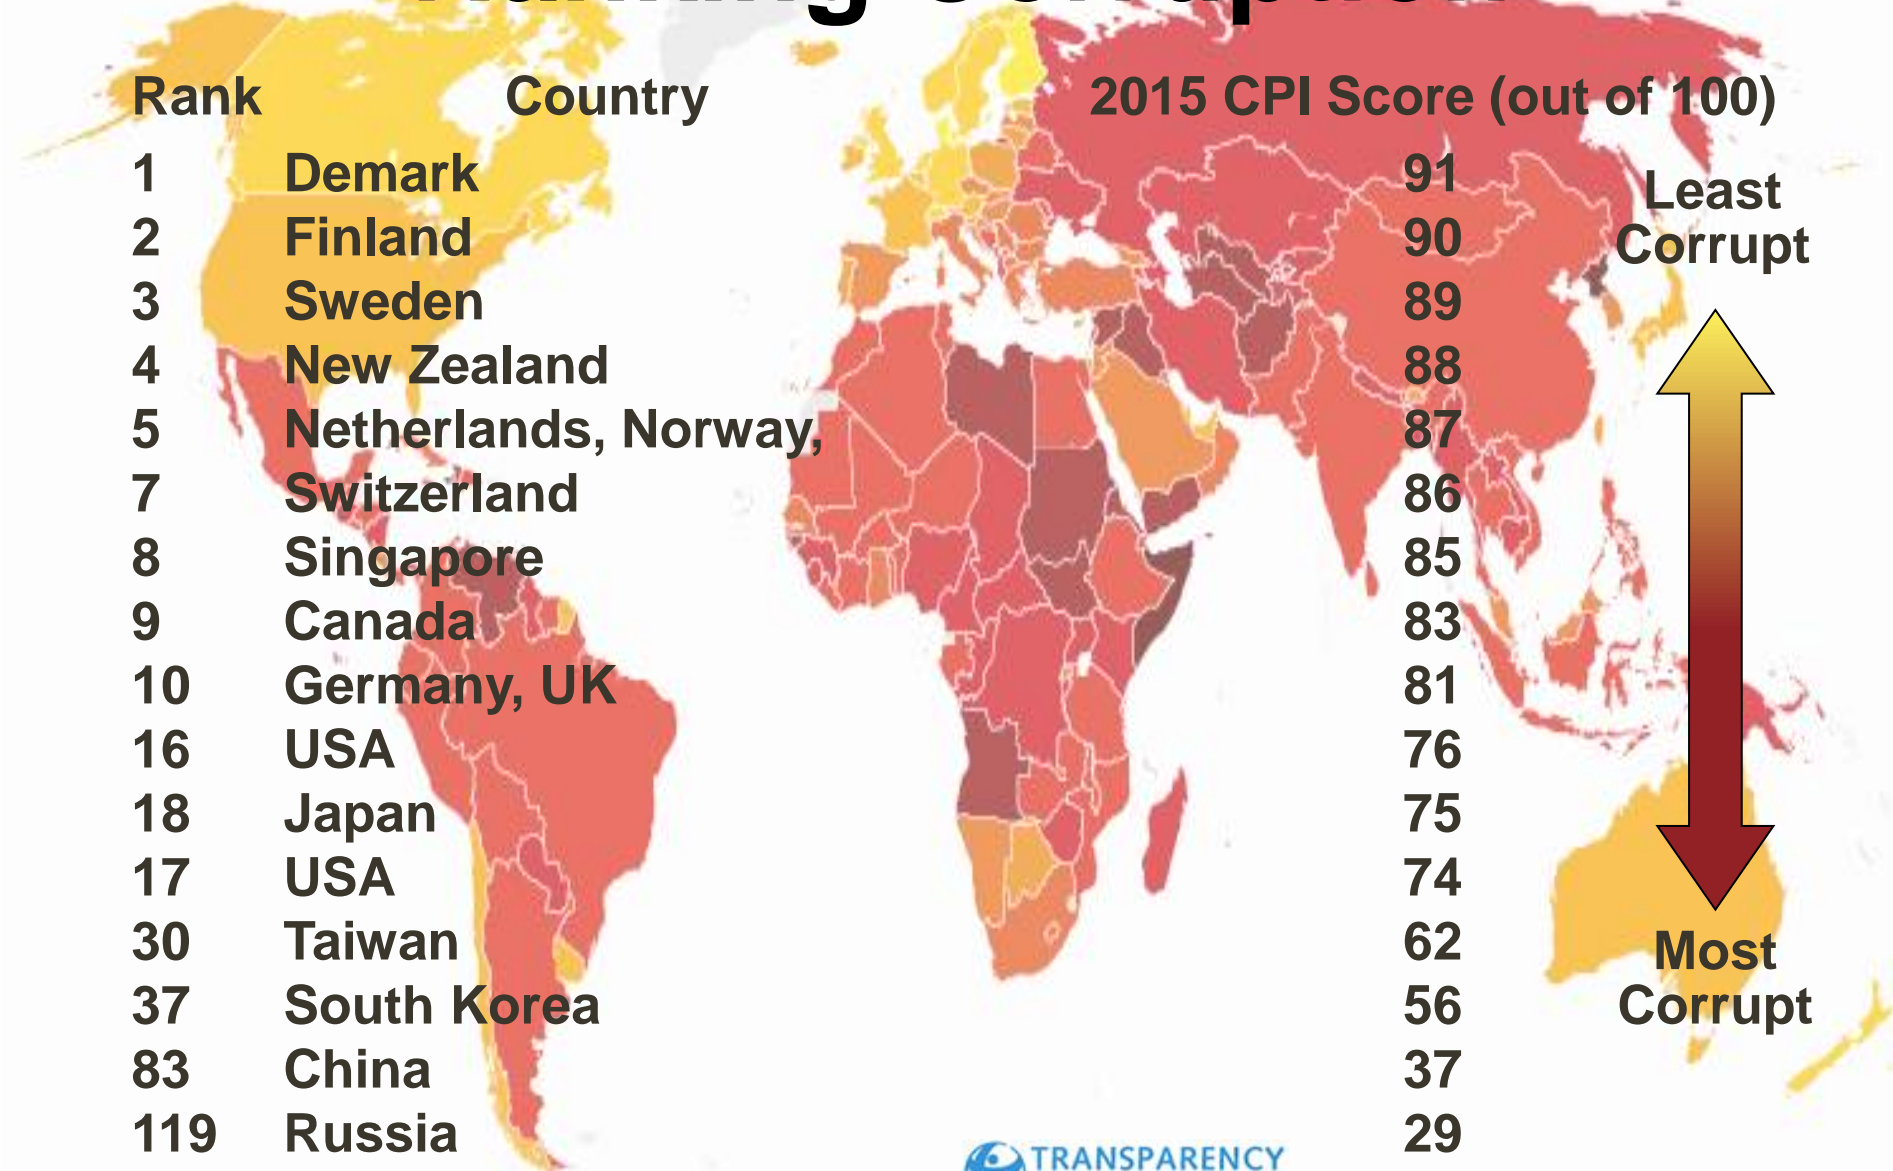 Ranking Corruption
Rank Country 2015 CPI Score (out of 100)
1 Demark 91
2 Finland 90
3 Sweden 89
4 New Zealand 88
5 Netherlands, Norway, 87
7 Switzerland 86
8 Singapore 85
9 Canada 83
10 Germany, UK 81
16 USA 76
18 Japan 75
17 USA 74
30 Taiwan 62
37 South Korea 56
83 China 37
119 Russia 29
Least
Corrupt
Most
Corrupt
TRANSPARENCY